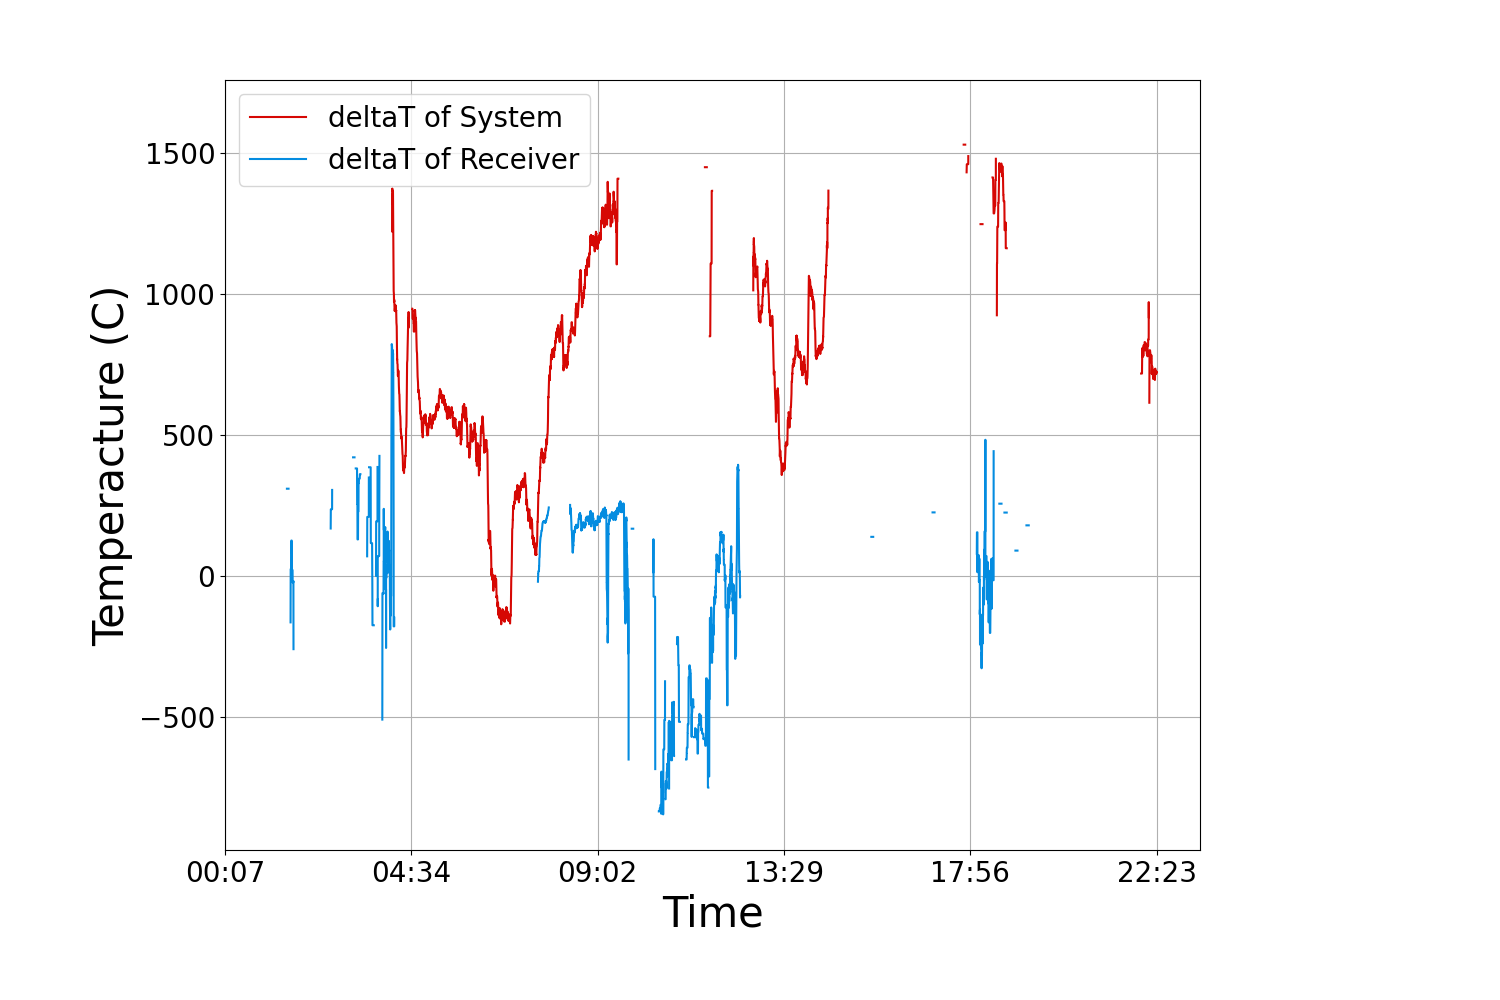 deltaT of System
deltaT of Receiver
1500
1000
500
0
−500
Temperacture (C)
00:07 04:34 09:02 13:29 17:56 22:23
Time